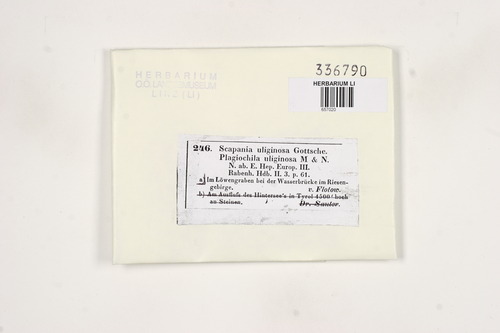 HERBARIUM
O.Ö. LANDESMUSEUM
LINZ (LI)
336790
HERBARIUM LI
246. Scapania uliginosa Gottsche.
Plagiochila uliginosa M & N.
N. ab. E. Hep. Europ. III.
Rabenh. Hdb. II. 3. p. 61.
a) Im Löwengraben bei der Wasserbrücke im Riesen-
gebirge. v. Flotow.
b) Am Ausfluſs des Hintersee's in Tyrol 4500' hoch
an Steinen. Dr. Sauter.